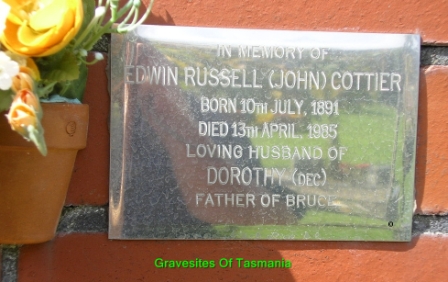 IN MEMORY OF
EDWIN RUSSELL (JOHN) COTTIER
BORN 10TH JULY, 1891
DIED 13TH APRIL, 1985
LOVING HUSBAND OF
DOROTHY (DEC)
FATHER OF BRUCE
Gravesites Of Tasmania